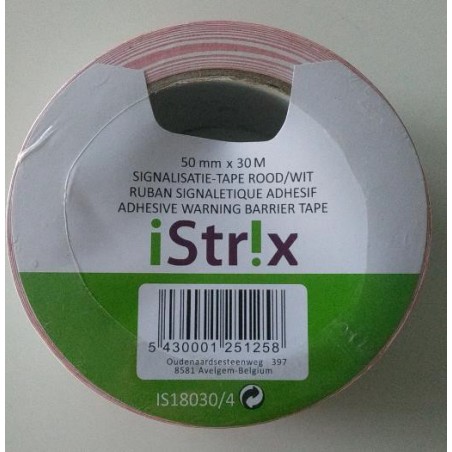 50 mm x 30 M
SIGNALISATIE-TAPE ROOD/WIT
RUBAN SIGNALETIQUE ADHESIF
ADHESIVE WARNING BARRIER TAPE
iStr!x
5 430001 251258
Oudenaardsesteenweg 397
8581 Avelgem-Belgium
IS18030/4